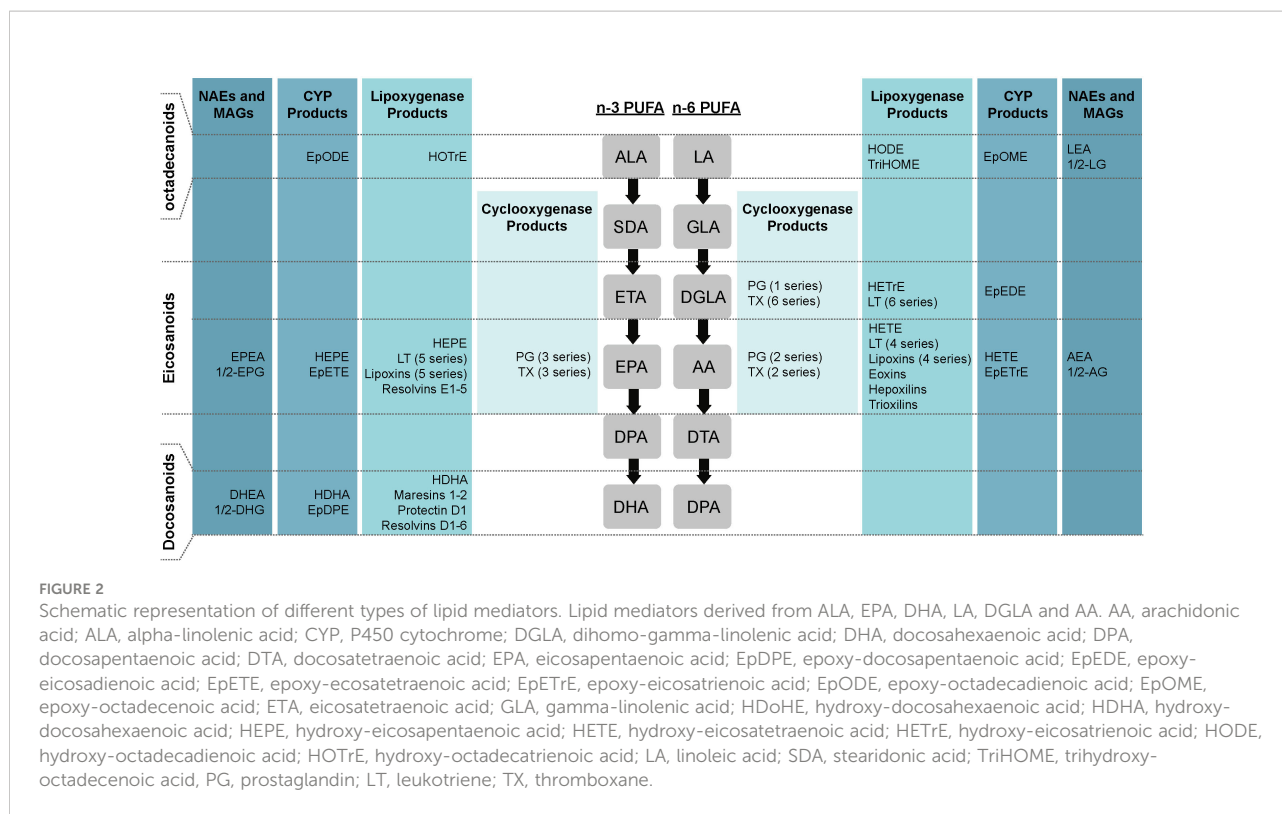 NAEs and
MAGs
CYP
Products
Lipoxygenase
Products
n-3 PUFA
n-6 PUFA
Lipoxygenase
Products
CYP
Products
NAEs and
MAGs
octadecanoids
EpODE
HOTrE
ALA
LA
HODE
TriHOME
EpOME
LEA
1/2-LG
Cyclooxygenase
Products
SDA
GLA
Cyclooxygenase
Products
Eicosanoids
ETA
DGLA
PG (1 series)
TX (6 series)
HETrE
LT (6 series)
EpEDE
EPEA
1/2-EPG
HEPE
EpETE
HEPE
LT (5 series)
Lipoxins (5 series)
Resolvins E1-5
PG (3 series)
TX (3 series)
EPA
AA
PG (2 series)
TX (2 series)
HETE
LT (4 series)
Lipoxins (4 series)
Eoxins
Hepoxilins
Trioxilins
HETE
EpETrE
AEA
1/2-AG
Docosanoids
DPA
DTA
DHEA
1/2-DHG
HDHA
EpDPE
HDHA
Maresins 1-2
Protectin D1
Resolvins D1-6
DHA
DPA
FIGURE 2
Schematic representation of different types of lipid mediators. Lipid mediators derived from ALA, EPA, DHA, LA, DGLA and AA. AA, arachidonic
acid; ALA, alpha-linolenic acid; CYP, P450 cytochrome; DGLA, dihomo-gamma-linolenic acid; DHA, docosahexaenoic acid; DPA,
docosapentaenoic acid; DTA, docosatetraenoic acid; EPA, eicosapentaenoic acid; EpDPE, epoxy-docosapentaenoic acid; EpEDE, epoxy-
eicosadienoic acid; EpETE, epoxy-ecosatetraenoic acid; EpETrE, epoxy-eicosatrienoic acid; EpODE, epoxy-octadecadienoic acid; EpOME,
epoxy-octadecenoic acid; ETA, eicosatetraenoic acid; GLA, gamma-linolenic acid; HDoHE, hydroxy-docosahexaenoic acid; HDHA, hydroxy-
docosahexaenoic acid; HEPE, hydroxy-eicosapentaenoic acid; HETE, hydroxy-eicosatetraenoic acid; HETrE, hydroxy-eicosatrienoic acid; HODE,
hydroxy-octadecadienoic acid; HOTrE, hydroxy-octadecatrienoic acid; LA, linoleic acid; SDA, stearidonic acid; TriHOME, trihydroxy-
octadecenoic acid, PG, prostaglandin; LT, leukotriene; TX, thromboxane.